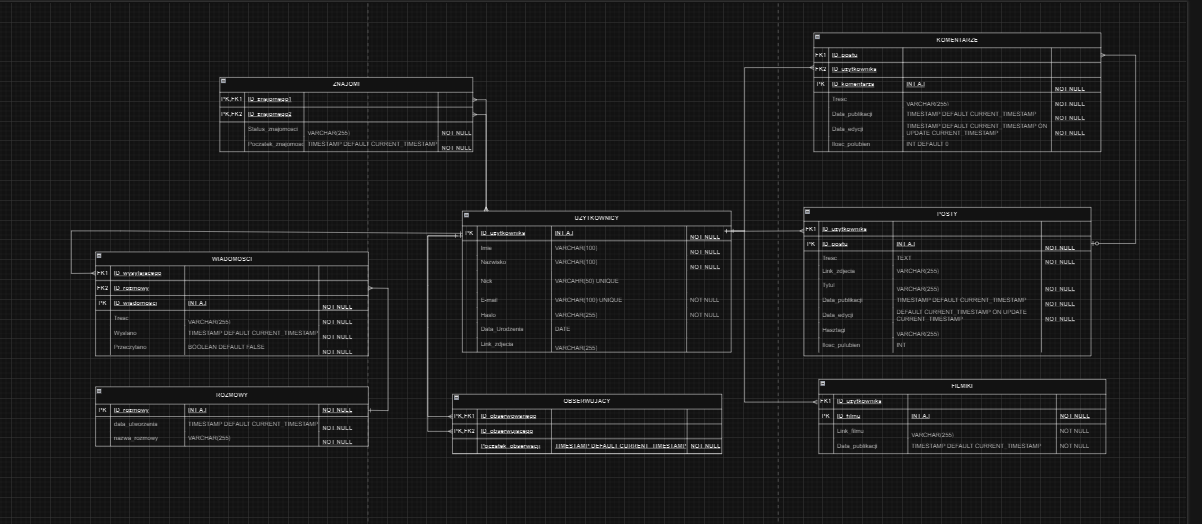 KOMENTARZE
FK1 ID_postu
FK2 ID_uzytkownika
PK ID_komentarza INT A.I NOT NULL
Tresc VARCHAR(255) NOT NULL
Data_publikacji TIMESTAMP DEFAULT CURRENT_TIMESTAMP NOT NULL
Data_edycji TIMESTAMP DEFAULT CURRENT_TIMESTAMP ON
UPDATE CURRENT_TIMESTAMP NOT NULL
Ilosc_polubien INT DEFAULT 0
ZNAJOMI
PK,FK1 ID_znajomego1
PK,FK2 ID_znajomego2
Status_znajomosci VARCHAR(255) NOT NULL
Poczatek_znajomosc TIMESTAMP DEFAULT CURRENT_TIMESTAMP NOT NULL
UZYTKOWNICY
PK ID_uzytkownika INT A.I NOT NULL
Imie VARCHAR(100) NOT NULL
Nazwisko VARCHAR(100) NOT NULL
Nick UNIQUE
E-mail VARCHAR(100) UNIQUE NOT NULL
Haslo VARCHAR(255) NOT NULL
Data_Urodzenia DATE
Link_zdjecia VARCHAR(255)
POSTY
FK1 ID_uzytkownika
PK ID_postu INT A.I NOT NULL
Tresc TEXT NOT NULL
Link_zdjecia VARCHAR(255)
Tytul VARCHAR(255) NOT NULL
Data_publikacji TIMESTAMP DEFAULT CURRENT_TIMESTAMP NOT NULL
Data_edycji DEFAULT CURRENT_TIMESTAMP ON UPDATE
CURRENT_TIMESTAMP NOT NULL
Hasztagi VARCHAR(255)
Ilosc_polubien INT
WIADOMOSCI
FK1 ID_wysylajacego
FK2 ID_rozmowy
PK ID_wiadomosci INT A.I NOT NULL
Tresc VARCHAR(255) NOT NULL
Wyslano TIMESTAMP DEFAULT CURRENT_TIMESTAMP NOT NULL
Przeczytano BOOLEAN DEFAULT FALSE NOT NULL
ROZMOWY
PK ID_rozmowy INT A.I NOT NULL
data_utworzenia TIMESTAMP DEFAULT CURRENT_TIMESTAMP NOT NULL
nazwa_rozmowy VARCHAR(255) NOT NULL
OBSERWUJACY
PK,FK1 ID_obserwowanego
PK,FK2 ID_obserwujacego
Poczatek_obserwacji TIMESTAMP DEFAULT CURRENT_TIMESTAMP NOT NULL
FILMIKI
FK1 ID_uzytkownika
PK ID_filmu INT A.I NOT NULL
Link_filmu VARCHAR(255) NOT NULL
Data_publikacji TIMESTAMP DEFAULT CURRENT_TIMESTAMP NOT NULL